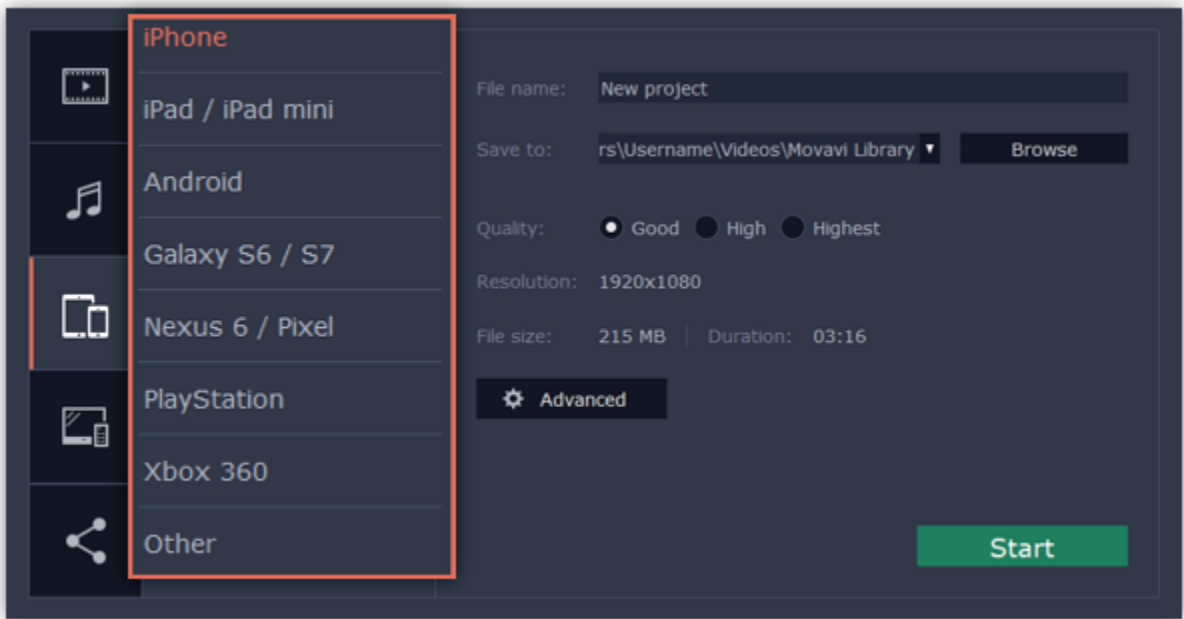 iPhone
iPad / iPad mini
Android
Galaxy S6 / S7
Nexus 6 / Pixel
PlayStation
Xbox 360
Other
File name: New project
Save to: rs\Username\Videos\Movavi Library Browse
Quality: Good High Highest
Resolution: 1920x1080
File size: 215 MB Duration: 03:16
Advanced
Start